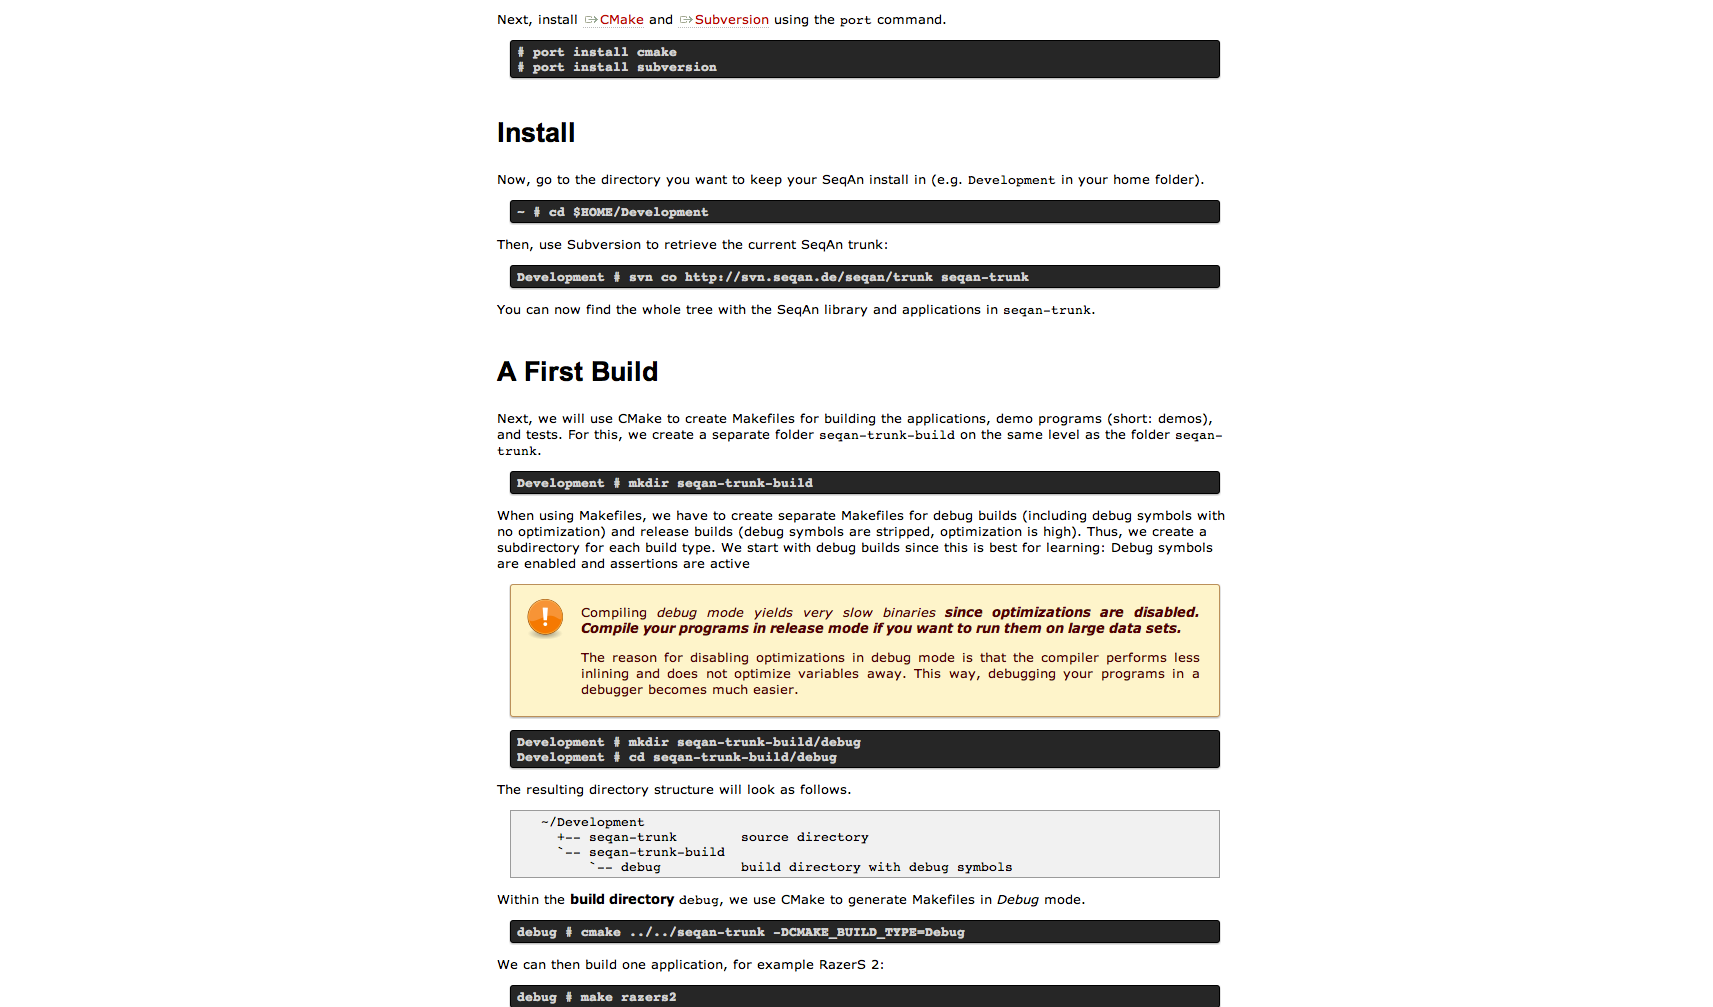 Next, install CMake and Subversion using the port command.
# port install cmake
# port install subversion
Install
Now, go to the directory you want to keep your SeqAn install in (e.g. Development in your home folder).
~ # cd $HOME/Development
Then, use Subversion to retrieve the current SeqAn trunk:
Development # svn co http://svn.seqan.de/seqan/trunk seqan-trunk
You can now find the whole tree with the SeqAn library and applications in seqan-trunk.
A First Build
Next, we will use CMake to create Makefiles for building the applications, demo programs (short: demos),
and tests. For this, we create a separate folder seqan-trunk-build on the same level as the folder seqan-
trunk.
Development # mkdir seqan-trunk-build
When using Makefiles, we have to create separate Makefiles for debug builds (including debug symbols with
no optimization) and release builds (debug symbols are stripped, optimization is high). Thus, we create a
subdirectory for each build type. We start with debug builds since this is best for learning: Debug symbols
are enabled and assertions are active
Compiling debug mode yields very slow binaries since optimizations are disabled.
Compile your programs in release mode if you want to run them on large data sets.
The reason for disabling optimizations in debug mode is that the compiler performs less
inlining and does not optimize variables away. This way, debugging your programs in a
debugger becomes much easier.
Development # mkdir seqan-trunk-build/debug
Development # cd seqan-trunk-build/debug
The resulting directory structure will look as follows.
~/Development
+-- seqan-trunk source directory
`-- seqan-trunk-build
`-- debug build directory with debug symbols
Within the build directory debug, we use CMake to generate Makefiles in Debug mode.
debug # cmake ../../seqan-trunk -DCMAKE_BUILD_TYPE=Debug
We can then build one application, for example RazerS 2:
debug # make razers2